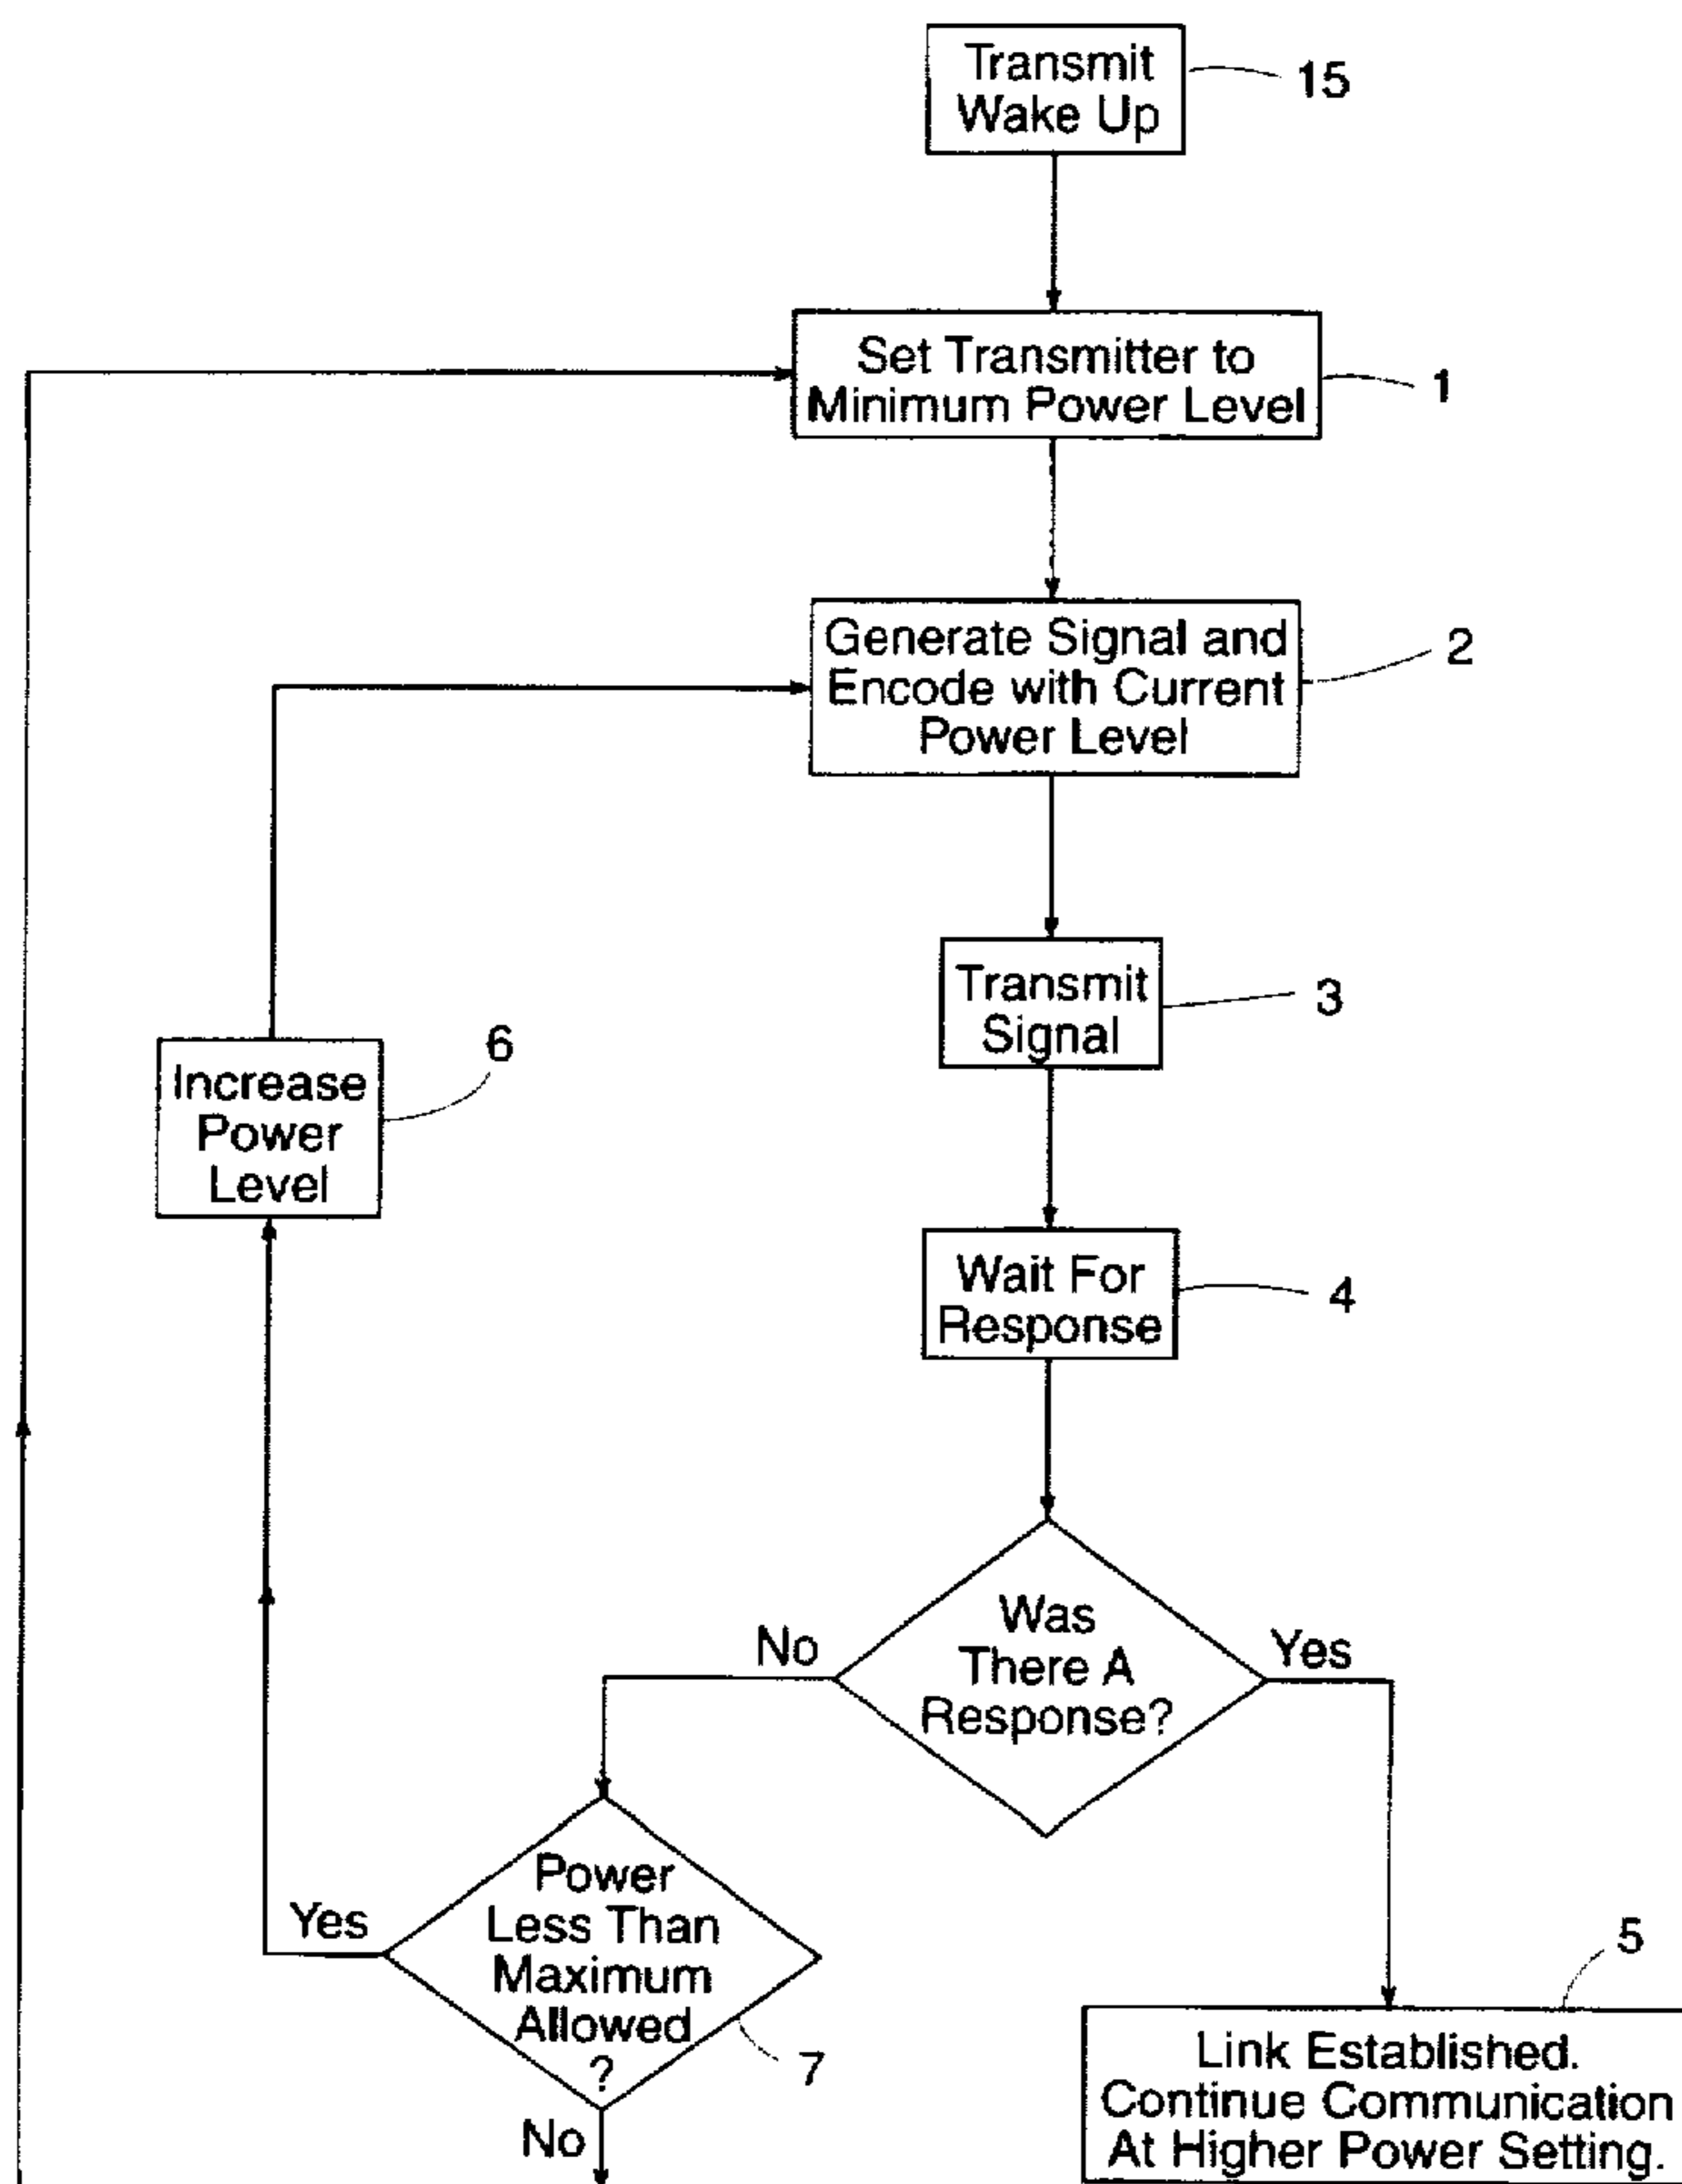 Transmit
Wake Up
15
Set Transmitter to
Minimum Power Level
1
Generate Signal and
Encode with Current
Power Level
2
Transmit
Signal
3
Increase
Power
Level
6
Wait For
Response
4
Was
There A
Response?
No
Yes
Power
Less Than
Maximum
Allowed
?
Yes
7
No
5
Link Established.
Continue Communication
At Higher Power Setting.